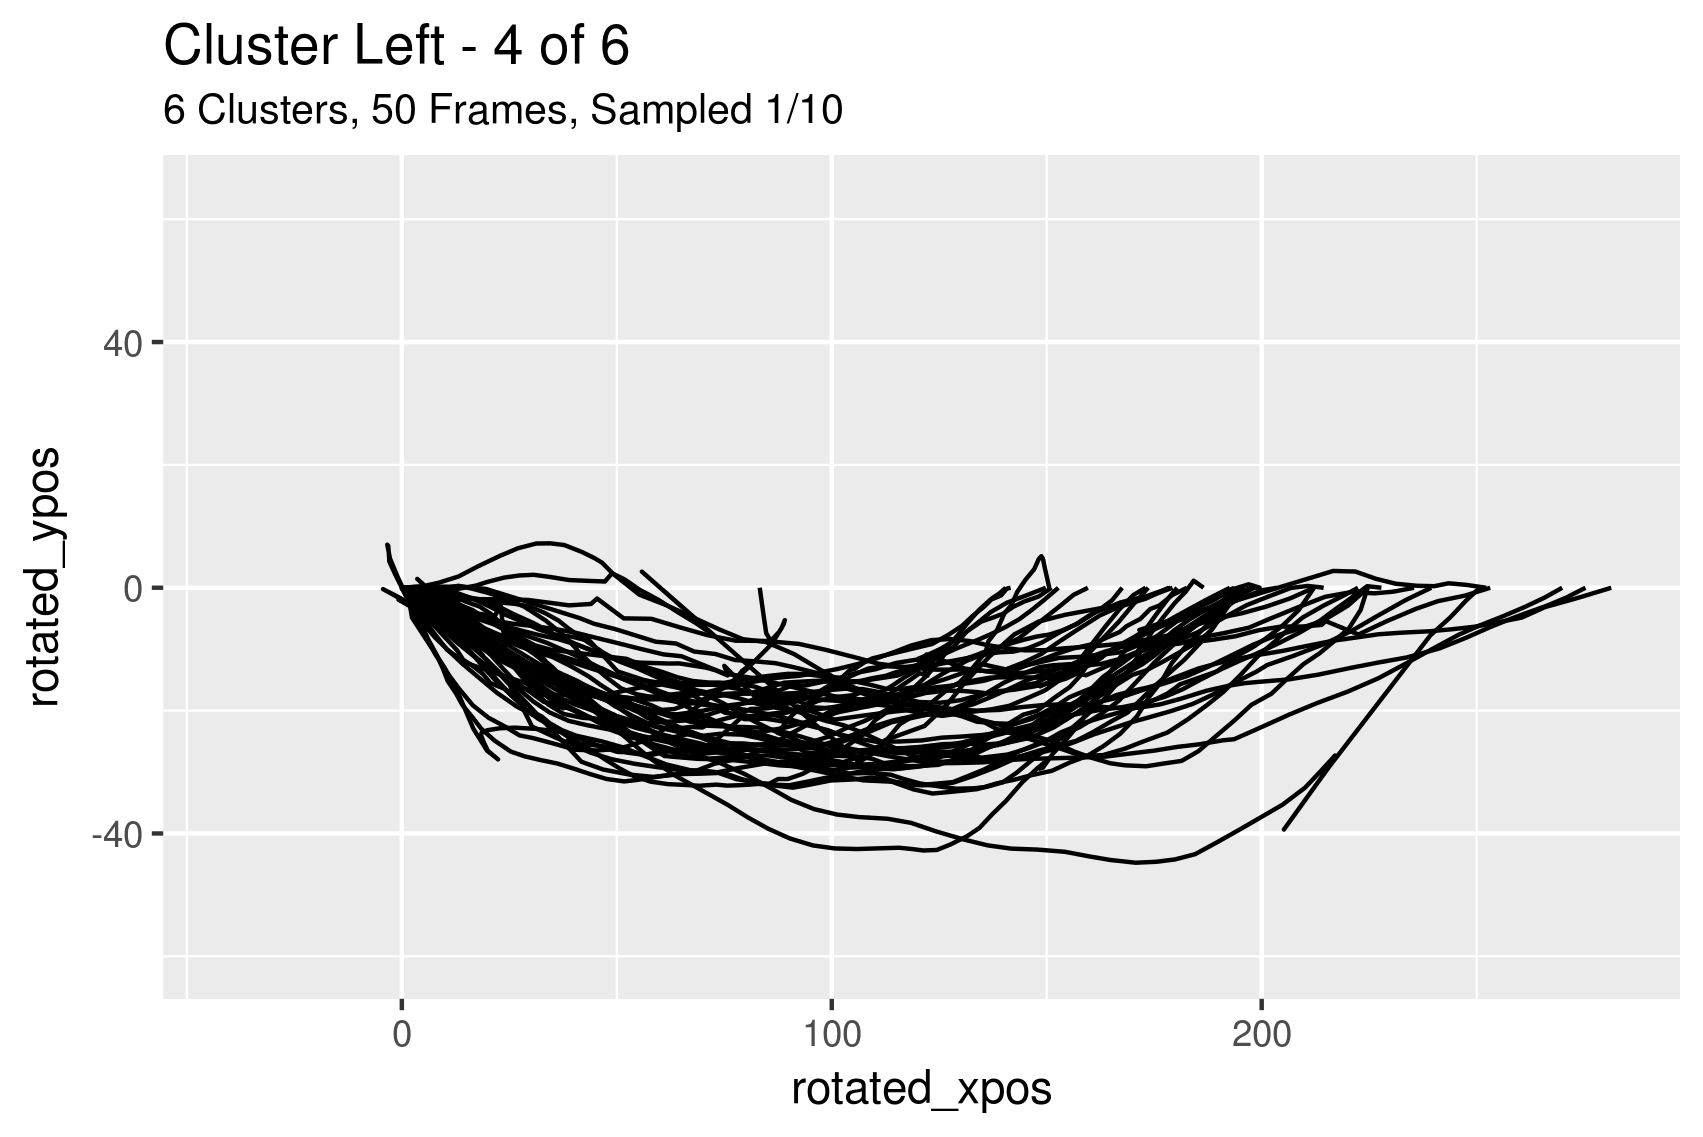 Cluster Left - 4 of 6
6 Clusters, 50 Frames, Sampled 1/10
rotated_ypos
40
0
-40
0 100 200
rotated_xpos